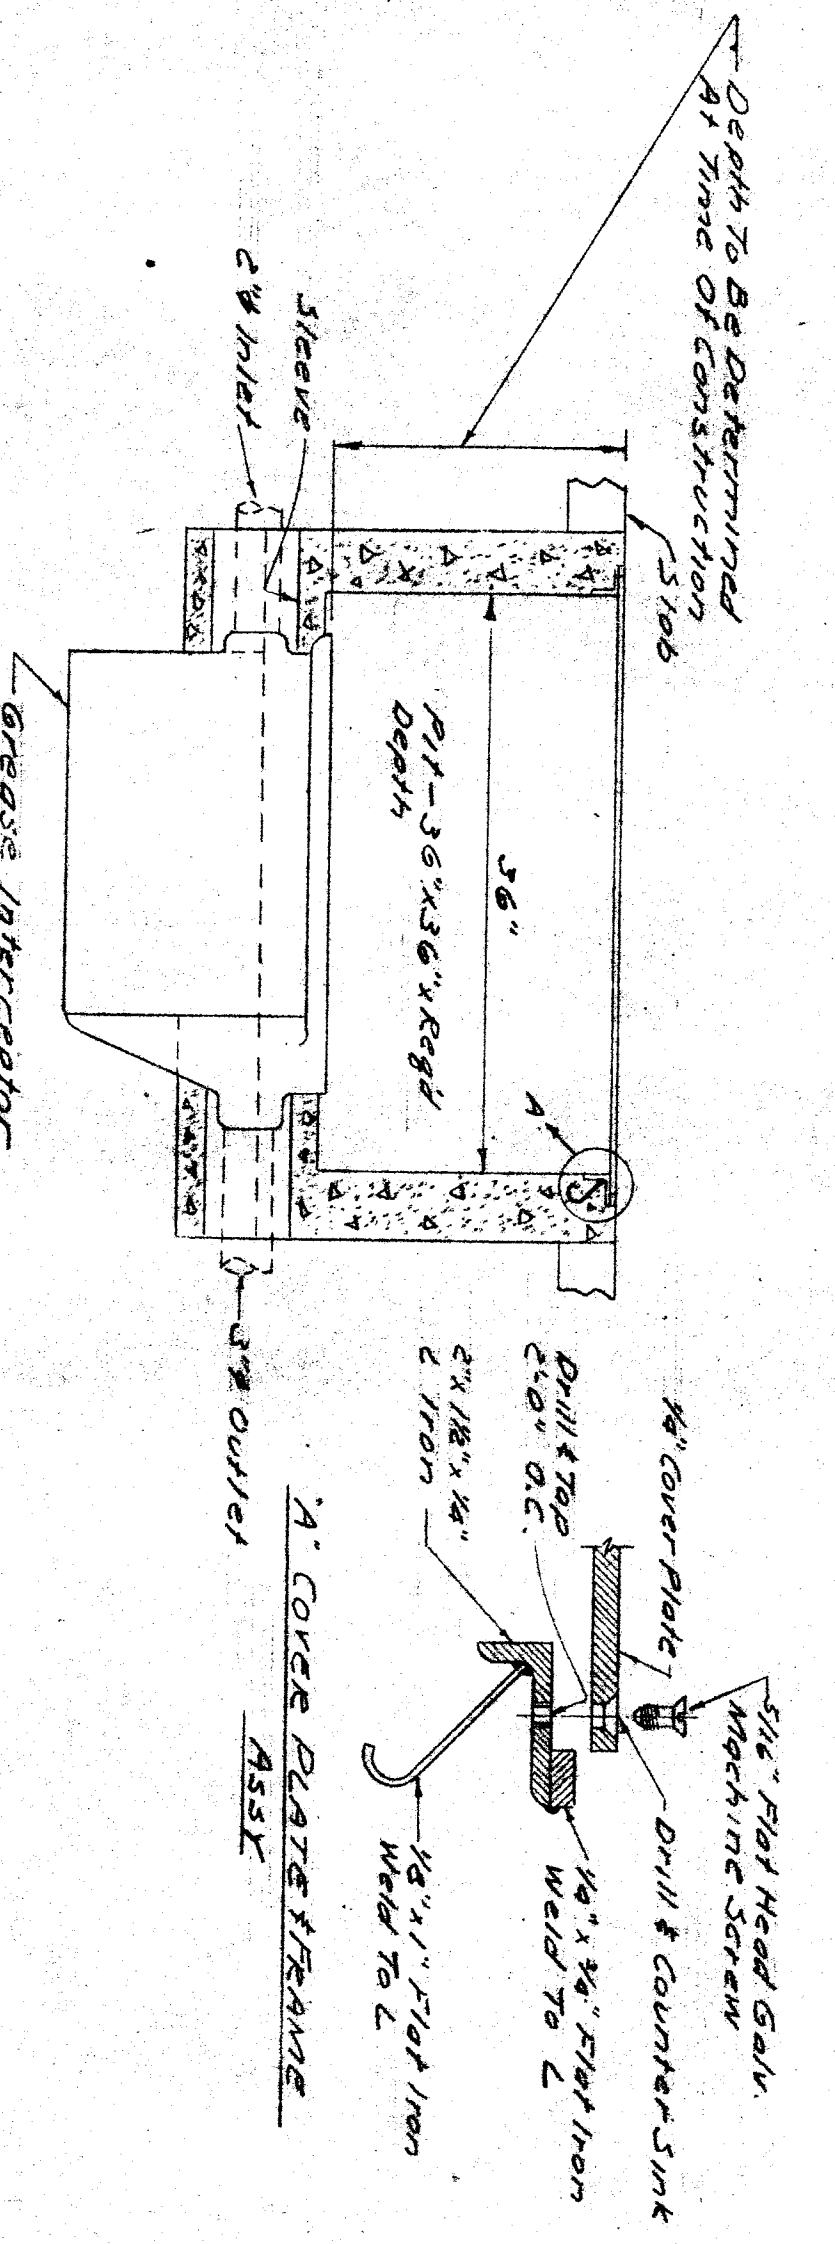 Depth To Be Determined
At Time Of Construction
Slab
Sleeve
2"ϕ Inlet
36"
Pit-36"x36"x Reqd
Depth
A
Grease Interceptor
3"ϕ Outlet
5/16" Flat Head Galv.
Machine Screw
1/4" Cover Plate
Drill & Counter Sink
Drill & Tap
2'-0" O.C.
1/4" x 3/4" Flat Iron
Weld To L
2" x 1 1/2" x 1/4"
L Iron
1/8" x 1" Flat Iron
Weld To L
"A" COVER PLATE & FRAME
ASSY